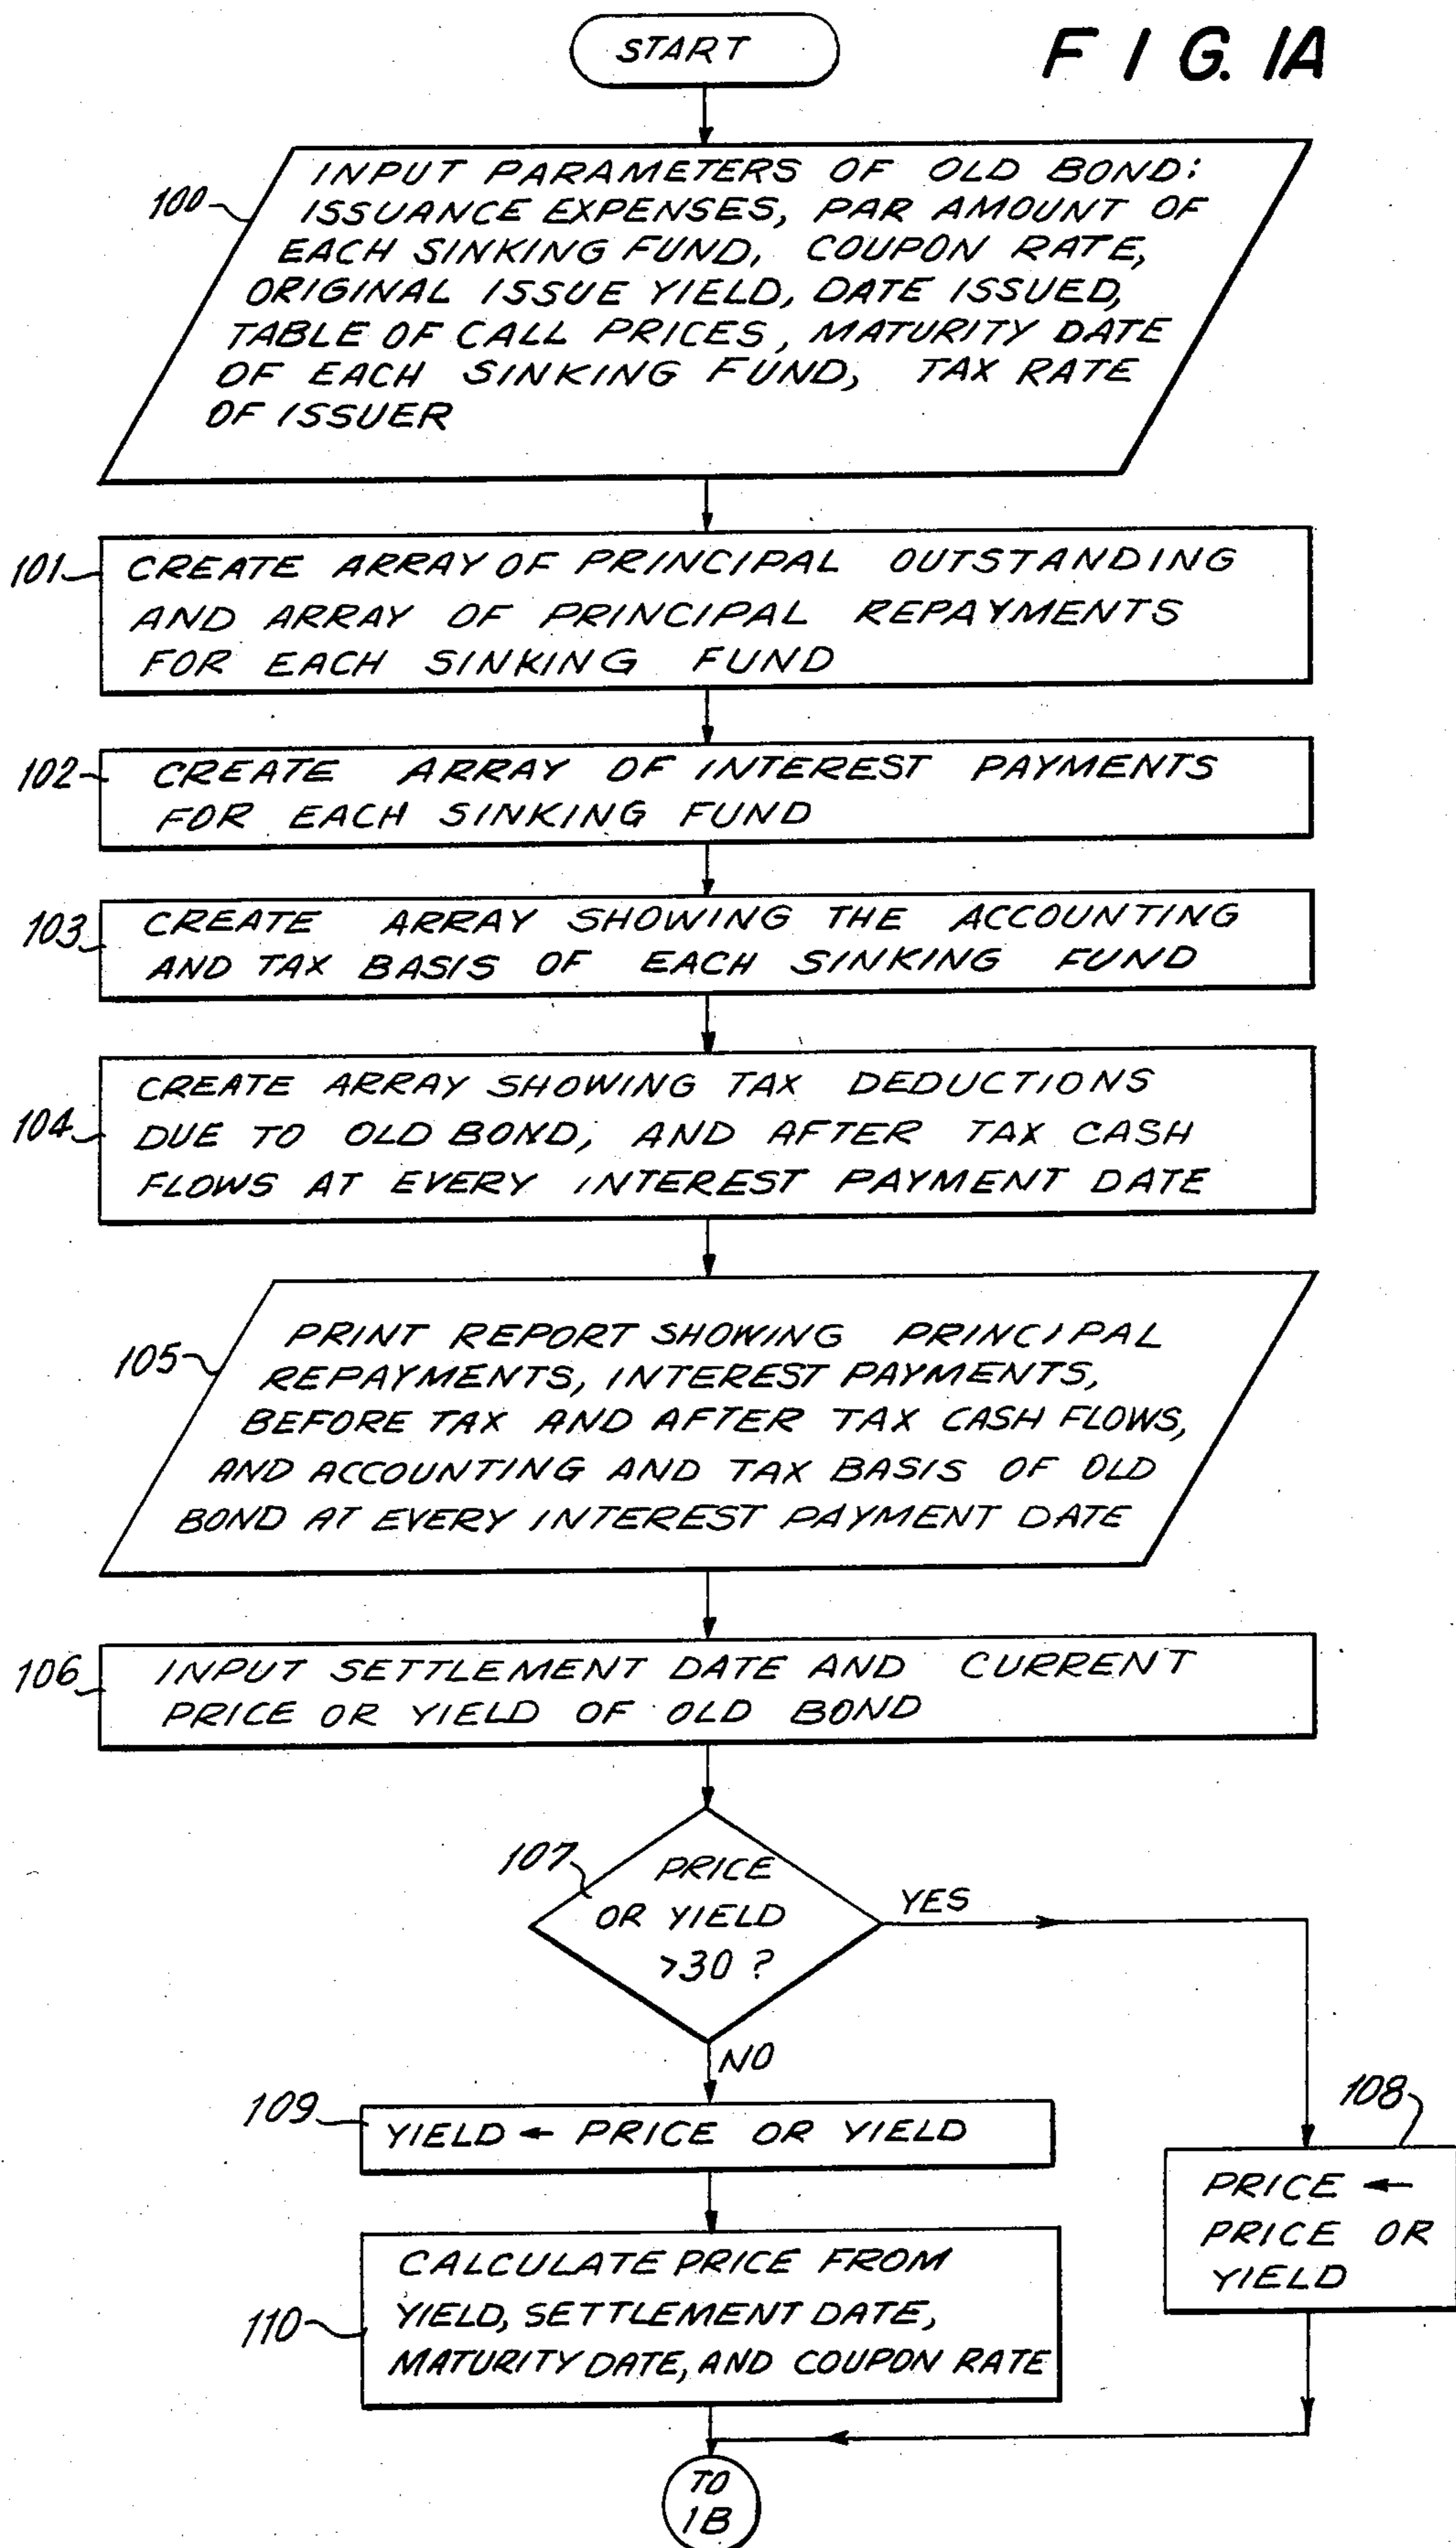 START
FIG. 1A
100
INPUT PARAMETERS OF OLD BOND:
ISSUANCE EXPENSES, PAR AMOUNT OF
EACH SINKING FUND, COUPON RATE,
ORIGINAL ISSUE YIELD, DATE ISSUED,
TABLE OF CALL PRICES, MATURITY DATE
OF EACH SINKING FUND, TAX RATE
OF ISSUER
101
CREATE ARRAY OF PRINCIPAL OUTSTANDING
AND ARRAY OF PRINCIPAL REPAYMENTS
FOR EACH SINKING FUND
102
CREATE ARRAY OF INTEREST PAYMENTS
FOR EACH SINKING FUND
103
CREATE ARRAY SHOWING THE ACCOUNTING
AND TAX BASIS OF EACH SINKING FUND
104
CREATE ARRAY SHOWING TAX DEDUCTIONS
DUE TO OLD BOND, AND AFTER TAX CASH
FLOWS AT EVERY INTEREST PAYMENT DATE
105
PRINT REPORT SHOWING PRINCIPAL
REPAYMENTS, INTEREST PAYMENTS,
BEFORE TAX AND AFTER TAX CASH FLOWS,
AND ACCOUNTING AND TAX BASIS OF OLD
BOND AT EVERY INTEREST PAYMENT DATE
106
INPUT SETTLEMENT DATE AND CURRENT
PRICE OR YIELD OF OLD BOND
107
PRICE
OR YIELD
>30 ?
YES
NO
109
YIELD ← PRICE OR YIELD
108
PRICE ←
PRICE OR
YIELD
110
CALCULATE PRICE FROM
YIELD, SETTLEMENT DATE,
MATURITY DATE, AND COUPON RATE
TO
1B